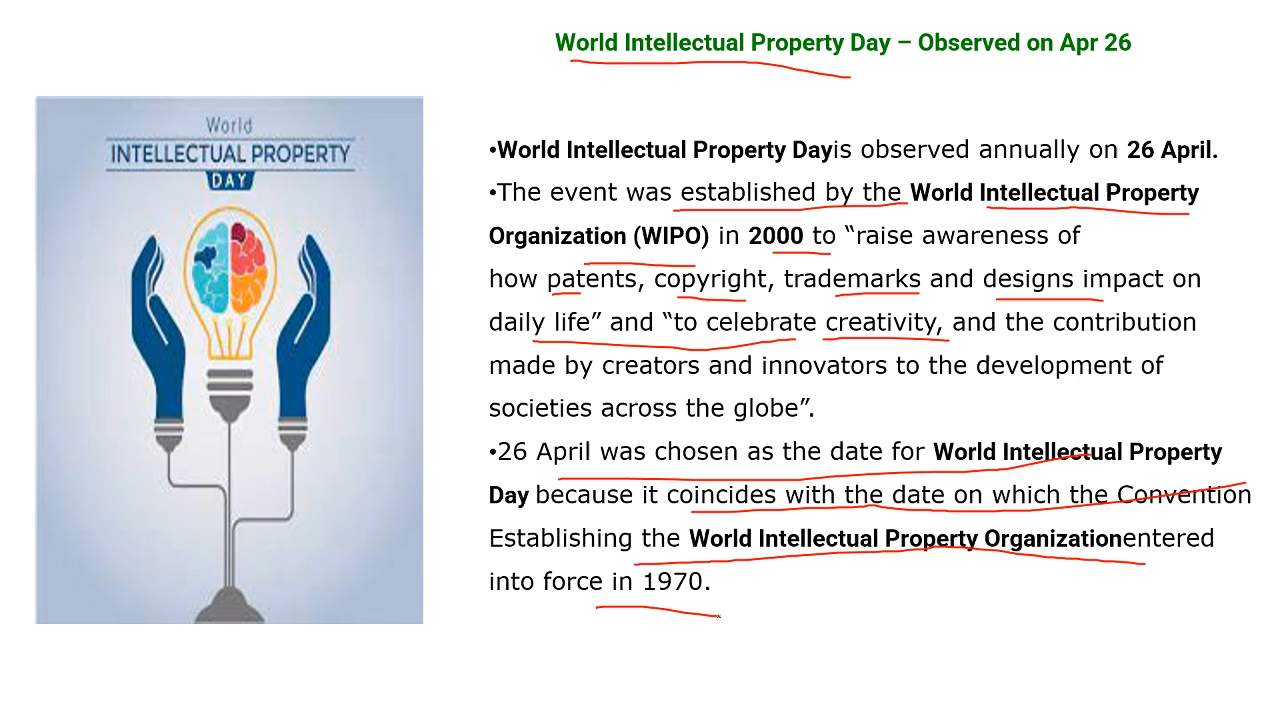 World Intellectual Property Day – Observed on Apr 26
World
INTELLECTUAL PROPERTY
DAY
•World Intellectual Property Dayis observed annually on 26 April.
•The event was established by the World Intellectual Property
Organization (WIPO) in 2000 to “raise awareness of
how patents, copyright, trademarks and designs impact on
daily life” and “to celebrate creativity, and the contribution
made by creators and innovators to the development of
societies across the globe”.
•26 April was chosen as the date for World Intellectual Property
Day because it coincides with the date on which the Convention
Establishing the World Intellectual Property Organizationentered
into force in 1970.